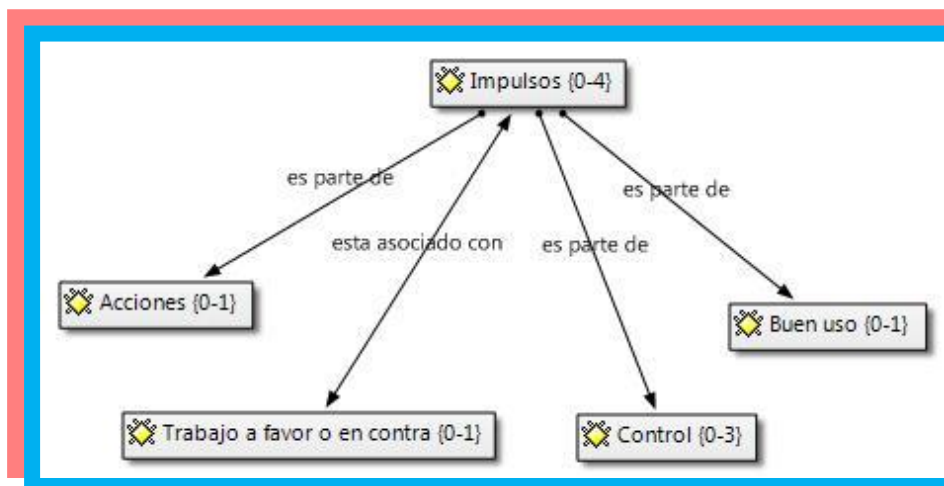 Impulsos {0-4}
es parte de
es parte de
esta asociado con
es parte de
Acciones {0-1}
Buen uso {0-1}
Trabajo a favor o en contra {0-1}
Control {0-3}